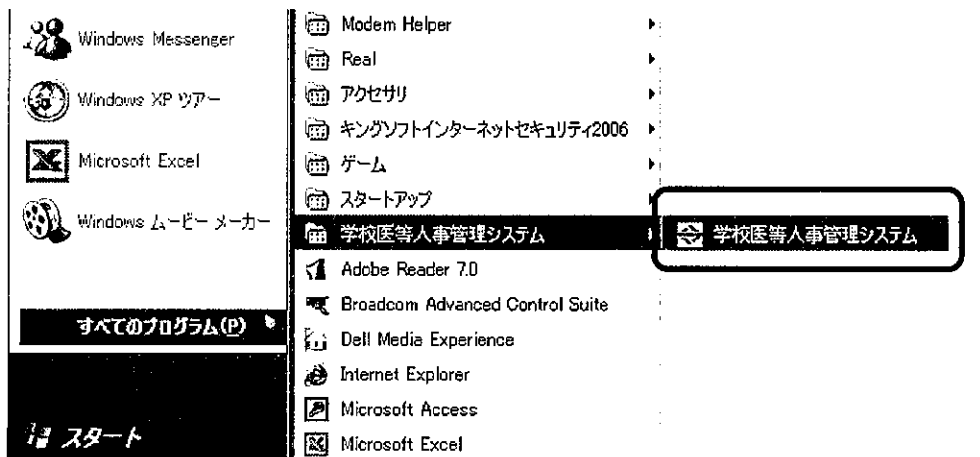 Windows Messenger
Windows XP ツアー
Microsoft Excel
Windows ムービー メーカー
すべてのプログラム(P)
スタート
Modem Helper
Real
アクセサリ
キングソフトインターネットセキュリティ2006
ゲーム
スタートアップ
学校医等人事管理システム
Adobe Reader 7.0
Broadcom Advanced Control Suite
Dell Media Experience
Internet Explorer
Microsoft Access
Microsoft Excel
学校医等人事管理システム